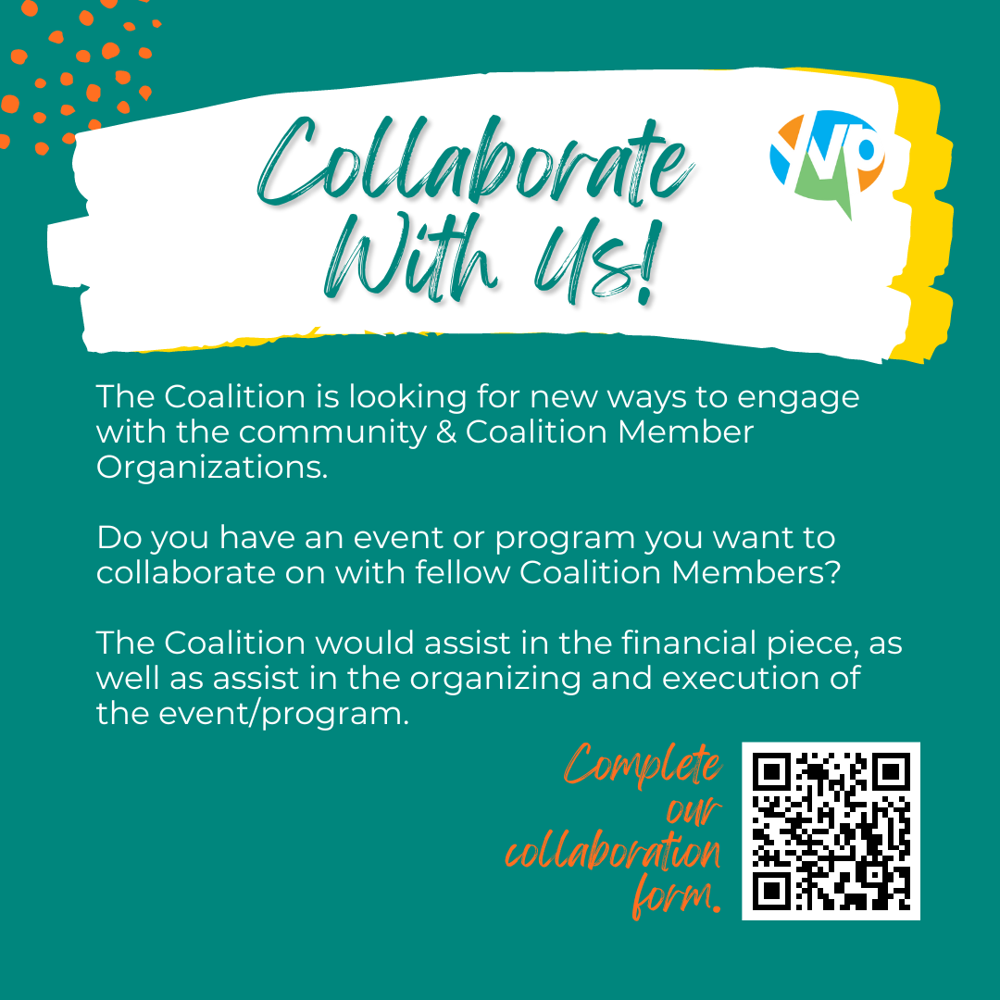 Collaborate
With Us!
The Coalition is looking for new ways to engage
with the community & Coalition Member
Organizations.
Do you have an event or program you want to
collaborate on with fellow Coalition Members?
The Coalition would assist in the financial piece, as
well as assist in the organizing and execution of
the event/program.
Complete
our
collaboration
form.